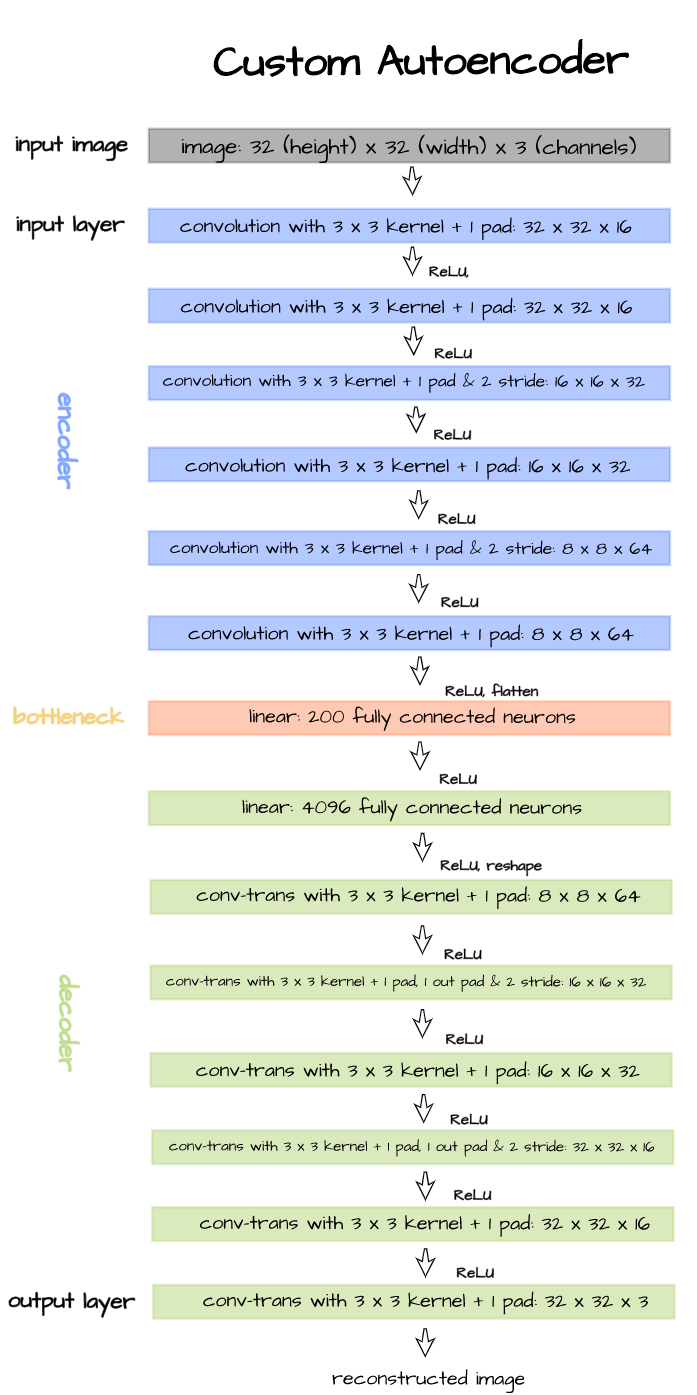 Custom Autoencoder
input image
image: 32 (height) x 32 (width) x 3 (channels)
input layer
convolution with 3 x 3 kernel + 1 pad: 32 x 32 x 16
ReLU,
convolution with 3 x 3 kernel + 1 pad: 32 x 32 x 16
ReLU
convolution with 3 x 3 kernel + 1 pad & 2 stride: 16 x 16 x 32
ReLU
encoder
convolution with 3 x 3 kernel + 1 pad: 16 x 16 x 32
ReLU
convolution with 3 x 3 kernel + 1 pad & 2 stride: 8 x 8 x 64
ReLU
convolution with 3 x 3 kernel + 1 pad: 8 x 8 x 64
ReLU, flatten
bottleneck
linear: 200 fully connected neurons
ReLU
linear: 4096 fully connected neurons
ReLU, reshape
conv-trans with 3 x 3 kernel + 1 pad: 8 x 8 x 64
ReLU
conv-trans with 3 x 3 kernel + 1 pad, 1 out pad & 2 stride: 16 x 16 x 32
decoder
ReLU
conv-trans with 3 x 3 kernel + 1 pad: 16 x 16 x 32
ReLU
conv-trans with 3 x 3 kernel + 1 pad, 1 out pad & 2 stride: 32 x 32 x 16
ReLU
conv-trans with 3 x 3 kernel + 1 pad: 32 x 32 x 16
ReLU
output layer
conv-trans with 3 x 3 kernel + 1 pad: 32 x 32 x 3
reconstructed image